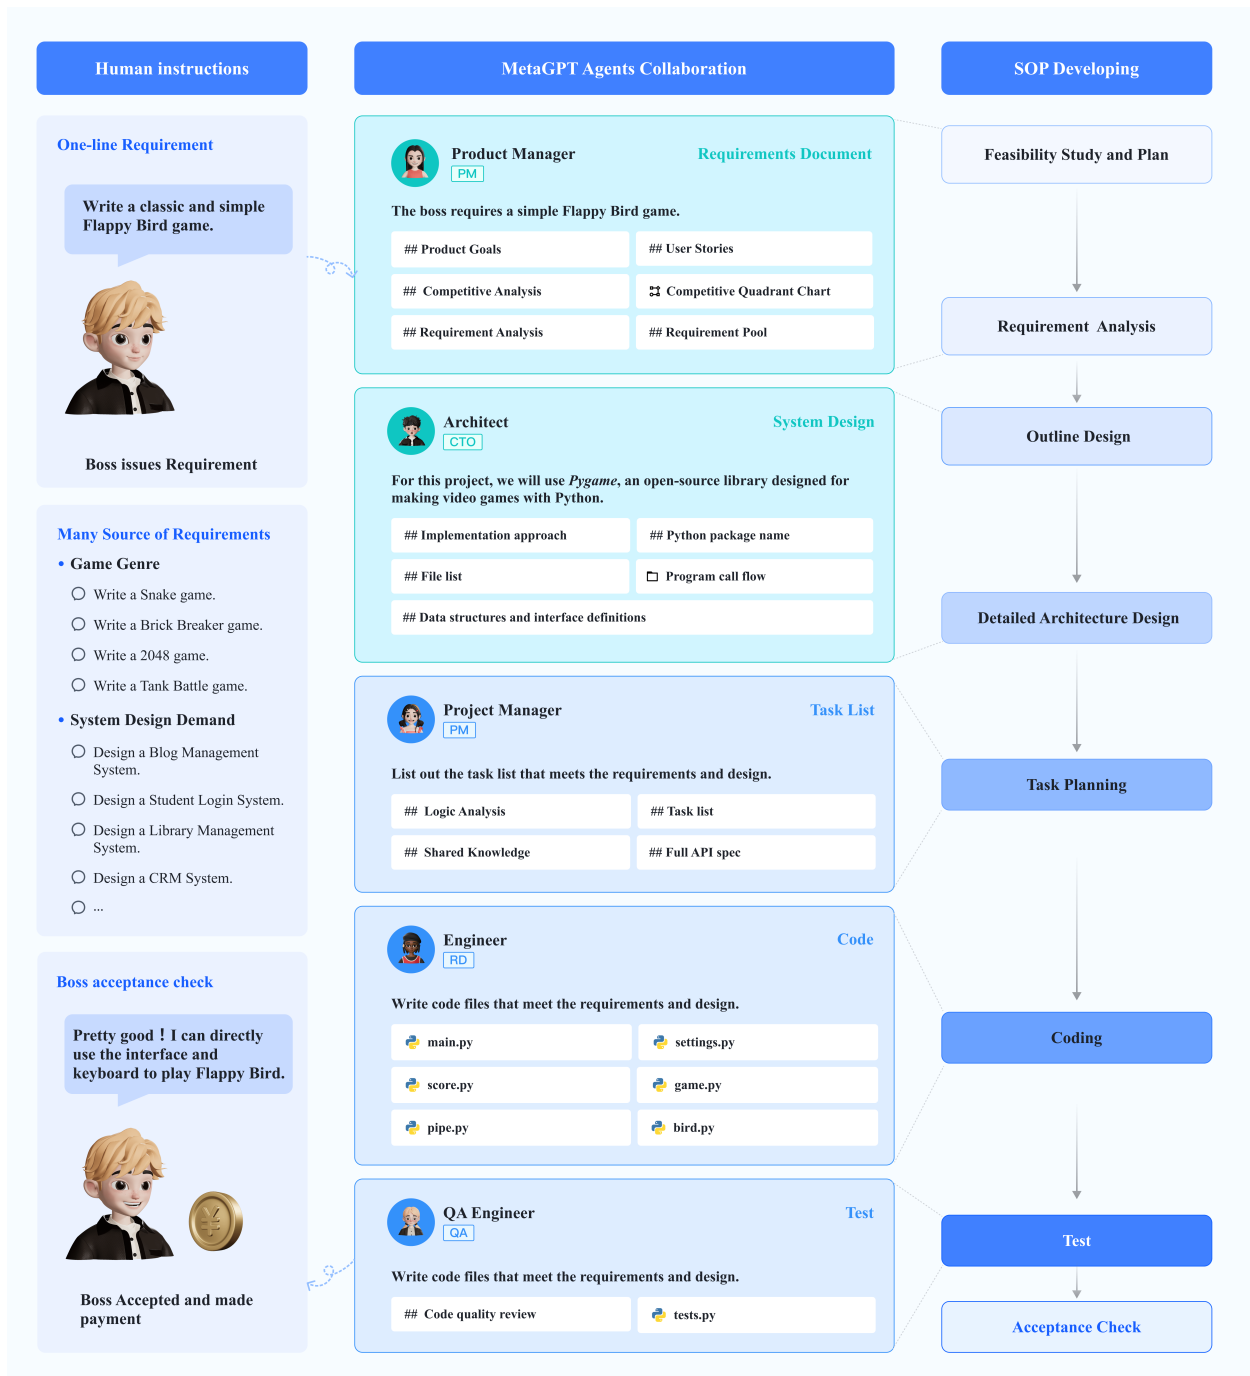 Human instructions
One-line Requirement
Write a classic and simple
Flappy Bird game.
Boss issues Requirement
Many Source of Requirements
• Game Genre
Write a Snake game.
Write a Brick Breaker game.
Write a 2048 game.
Write a Tank Battle game.
• System Design Demand
Design a Blog Management
System.
Design a Student Login System.
Design a Library Management
System.
Design a CRM System.
...
Boss acceptance check
Pretty good！I can directly
use the interface and
keyboard to play Flappy Bird.
¥
Boss Accepted and made
payment
MetaGPT Agents Collaboration
Product Manager
PM
Requirements Document
The boss requires a simple Flappy Bird game.
## Product Goals
## User Stories
## Competitive Analysis
Competitive Quadrant Chart
## Requirement Analysis
## Requirement Pool
Architect
CTO
System Design
For this project, we will use Pygame, an open-source library designed for
making video games with Python.
## Implementation approach
## Python package name
## File list
Program call flow
## Data structures and interface definitions
Project Manager
PM
Task List
List out the task list that meets the requirements and design.
## Logic Analysis
## Task list
## Shared Knowledge
## Full API spec
Engineer
RD
Code
Write code files that meet the requirements and design.
main.py
settings.py
score.py
game.py
pipe.py
bird.py
QA Engineer
QA
Test
Write code files that meet the requirements and design.
## Code quality review
tests.py
SOP Developing
Feasibility Study and Plan
Requirement Analysis
Outline Design
Detailed Architecture Design
Task Planning
Coding
Test
Acceptance Check